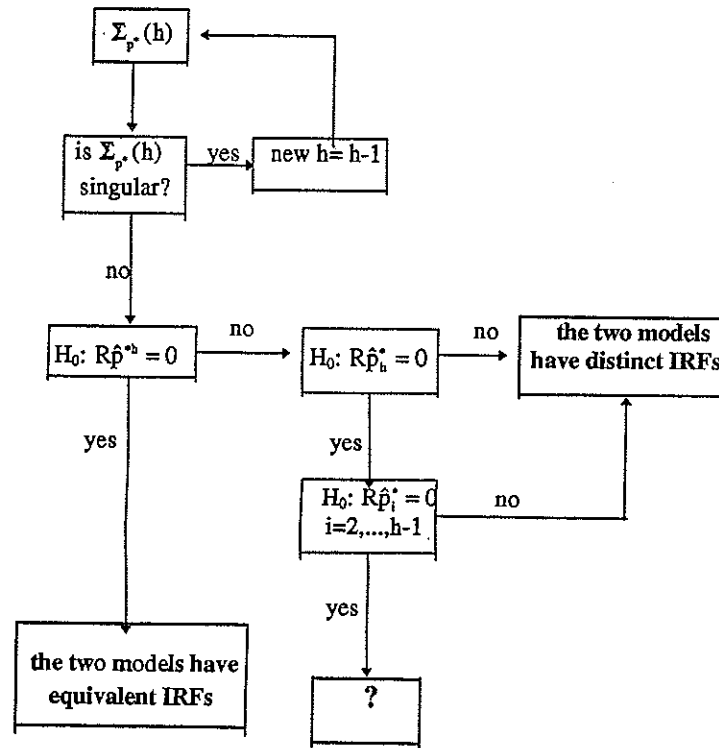 Σₚ*(h)
is Σₚ*(h)
singular?
yes
new h= h-1
no
H₀: Rp̂*ʰ = 0
no
H₀: Rp̂*ₕ = 0
no
the two models
have distinct IRFs
yes
yes
H₀: Rp̂*ᵢ = 0
i=2,...,h-1
no
yes
the two models have
equivalent IRFs
?